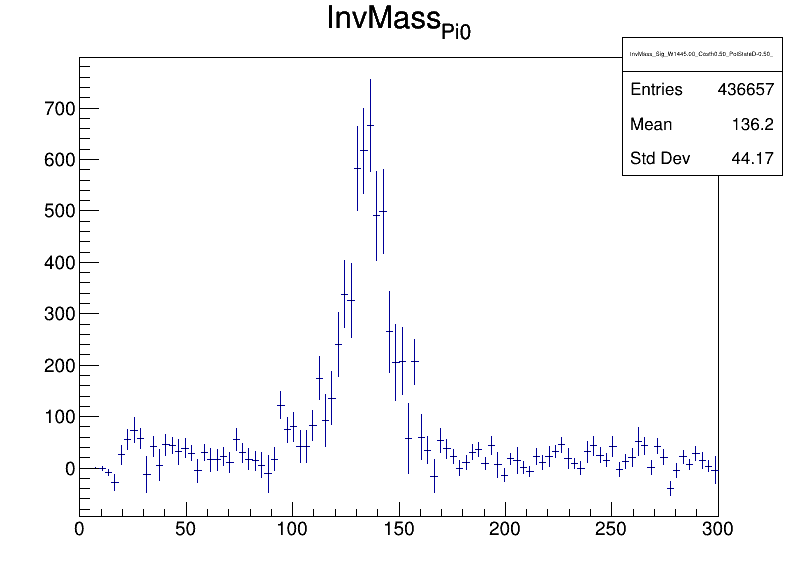 InvMass_Pi0
InvMass_Sig_W1445.00_Costh0.50_PolStateD-0.50_
Entries 436657
Mean 136.2
Std Dev 44.17
700
600
500
400
300
200
100
0
0 50 100 150 200 250 300